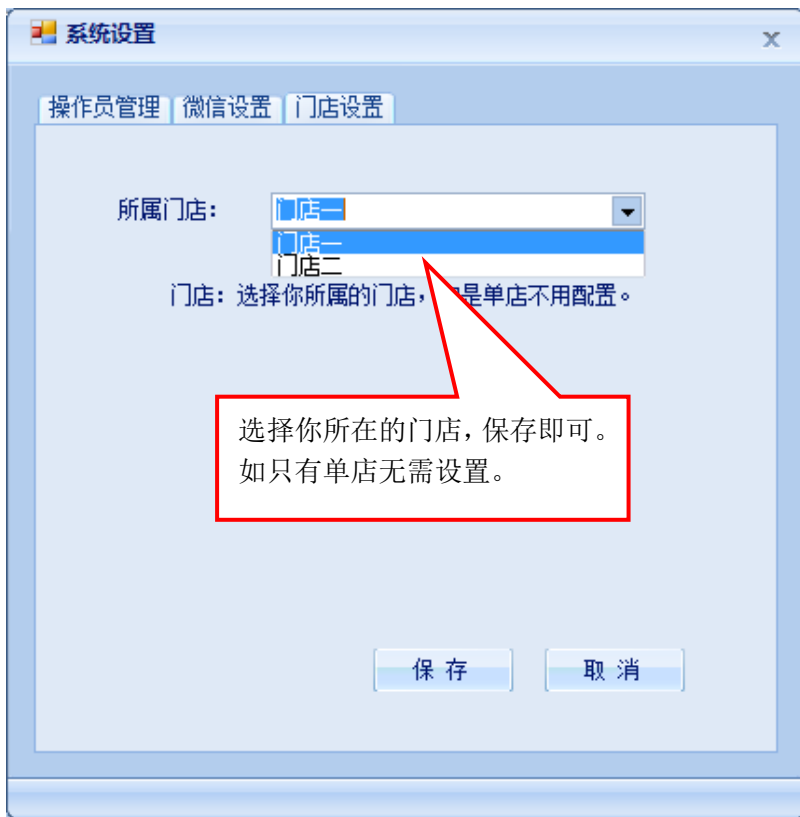 系统设置
操作员管理 微信设置 门店设置
所属门店： 门店一
门店一
门店二
门店：选择你所属的门店，是单店不用配置。
选择你所在的门店，保存即可。
如只有单店无需设置。
保 存 取 消